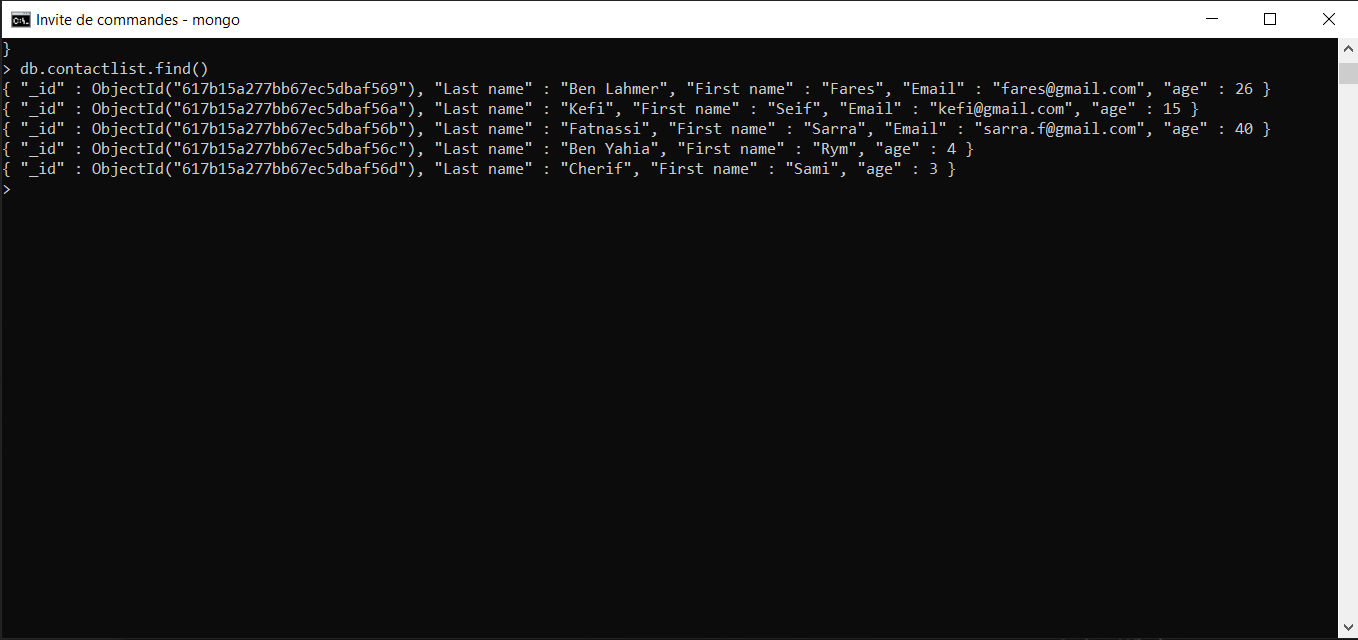 Invite de commandes - mongo
}
> db.contactlist.find()
{ "_id" : ObjectId("617b15a277bb67ec5dbaf569"), "Last name" : "Ben Lahmer", "First name" : "Fares", "Email" : "fares@gmail.com", "age" : 26 }
{ "_id" : ObjectId("617b15a277bb67ec5dbaf56a"), "Last name" : "Kefi", "First name" : "Seif", "Email" : "kefi@gmail.com", "age" : 15 }
{ "_id" : ObjectId("617b15a277bb67ec5dbaf56b"), "Last name" : "Fatnassi", "First name" : "Sarra", "Email" : "sarra.f@gmail.com", "age" : 40 }
{ "_id" : ObjectId("617b15a277bb67ec5dbaf56c"), "Last name" : "Ben Yahia", "First name" : "Rym", "age" : 4 }
{ "_id" : ObjectId("617b15a277bb67ec5dbaf56d"), "Last name" : "Cherif", "First name" : "Sami", "age" : 3 }
>